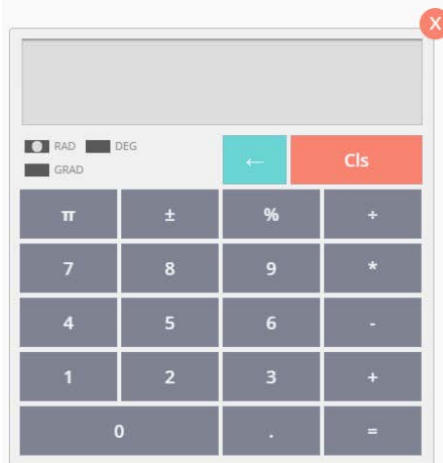 X
RAD DEG
← Cls
GRAD
π ± % ÷
7 8 9 *
4 5 6 -
1 2 3 +
0 . =